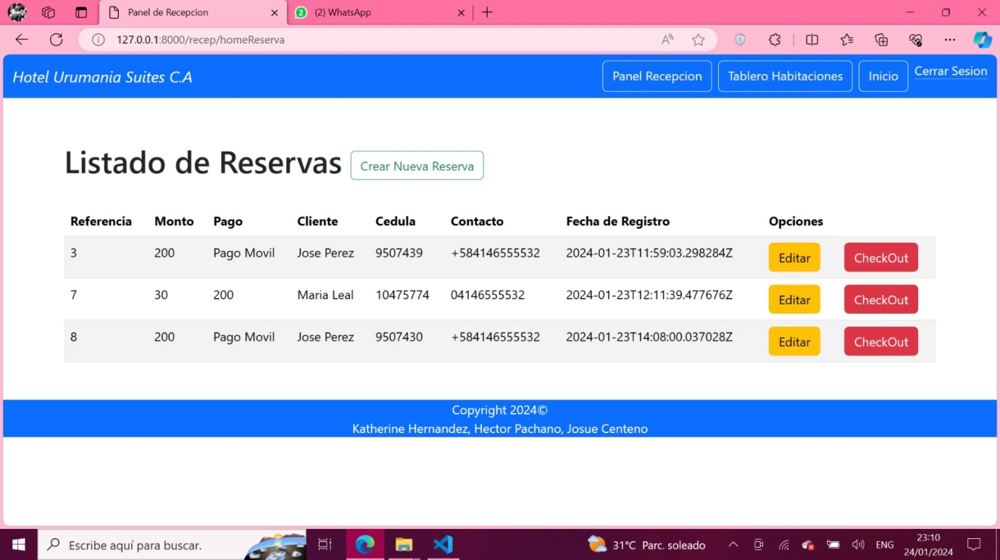 Panel de Recepcion
(2) WhatsApp
127.0.0.1:8000/recep/homeReserva
Hotel Urumania Suites C.A
Panel Recepcion Tablero Habitaciones Inicio Cerrar Sesion
Listado de Reservas Crear Nueva Reserva
Referencia Monto Pago Cliente Cedula Contacto Fecha de Registro Opciones
3 200 Pago Movil Jose Perez 9507439 +584146555532 2024-01-23T11:59:03.298284Z Editar CheckOut
7 30 200 Maria Leal 10475774 04146555532 2024-01-23T12:11:39.477676Z Editar CheckOut
8 200 Pago Movil Jose Perez 9507430 +584146555532 2024-01-23T14:08:00.037028Z Editar CheckOut
Copyright 2024©
Katherine Hernandez, Hector Pachano, Josue Centeno
Escribe aquí para buscar.
31°C Parc. soleado
ENG
23:10
24/01/2024